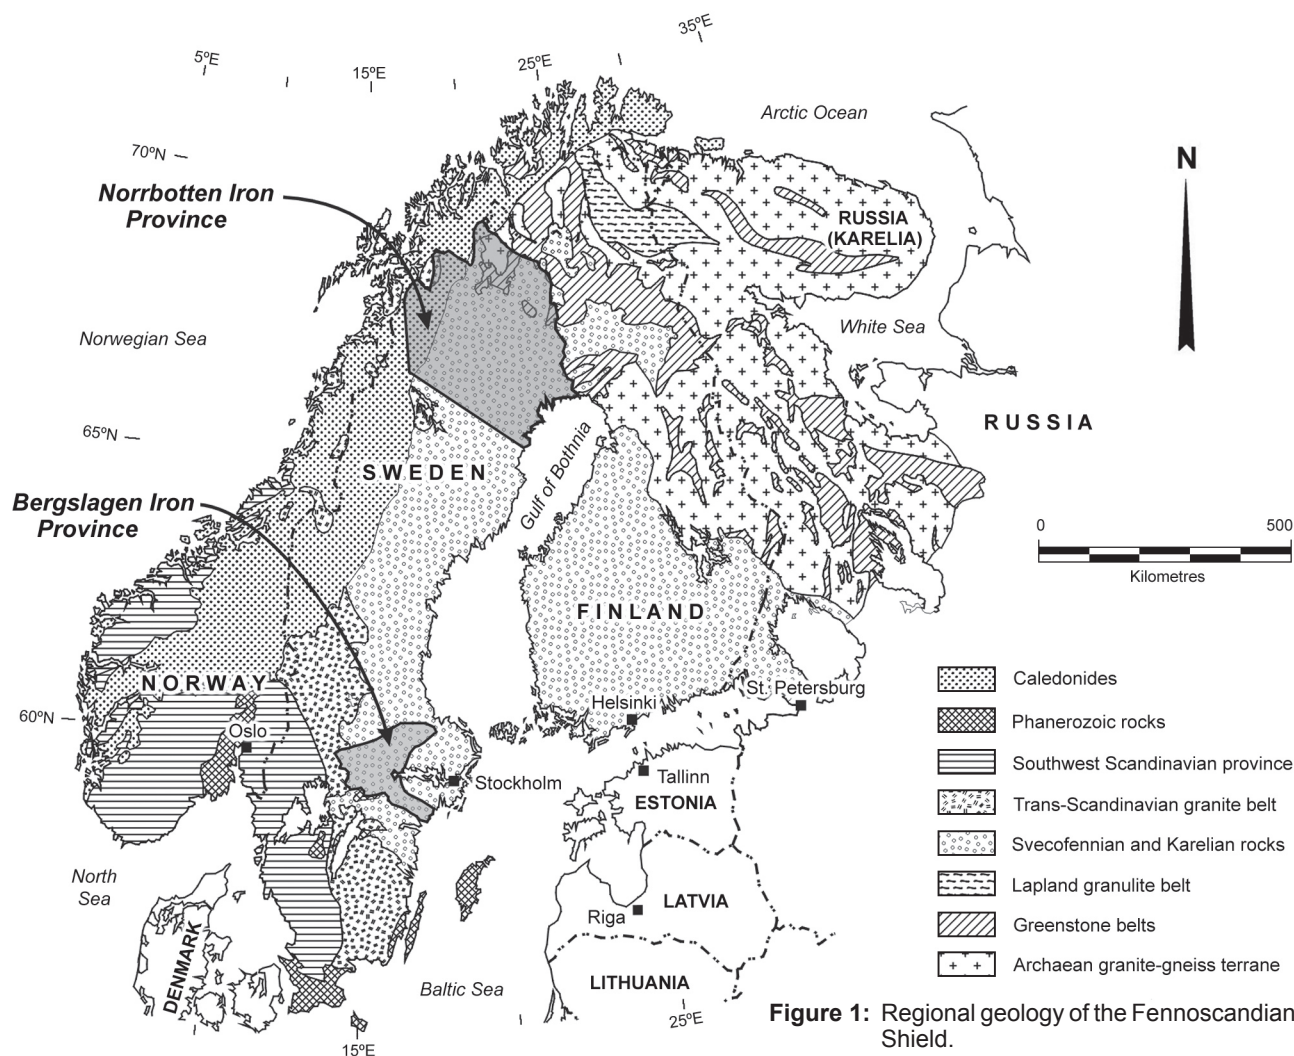 35ºE
5ºE
25ºE
15ºE
Arctic Ocean
70ºN
N
Norrbotten Iron
Province
RUSSIA
(KARELIA)
White Sea
Norwegian Sea
RUSSIA
65ºN
SWEDEN
Gulf of Bothnia
Bergslagen Iron
Province
0 500
Kilometres
FINLAND
NORWAY
Caledonides
St. Petersburg
Helsinki
60ºN
Phanerozoic rocks
Oslo
Southwest Scandinavian province
Stockholm
Tallinn
ESTONIA
Trans-Scandinavian granite belt
Svecofennian and Karelian rocks
North
Sea
Lapland granulite belt
LATVIA
Riga
Greenstone belts
DENMARK
Archaean granite-gneiss terrane
LITHUANIA
Baltic Sea
Figure 1: Regional geology of the Fennoscandian
Shield.
25ºE
15ºE